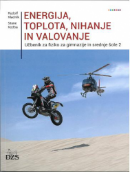 ENERGIJA,
TOPLOTA, NIHANJE
IN VALOVANJE
Učbenik za fiziko za gimnazije in srednje šole 2
DZS